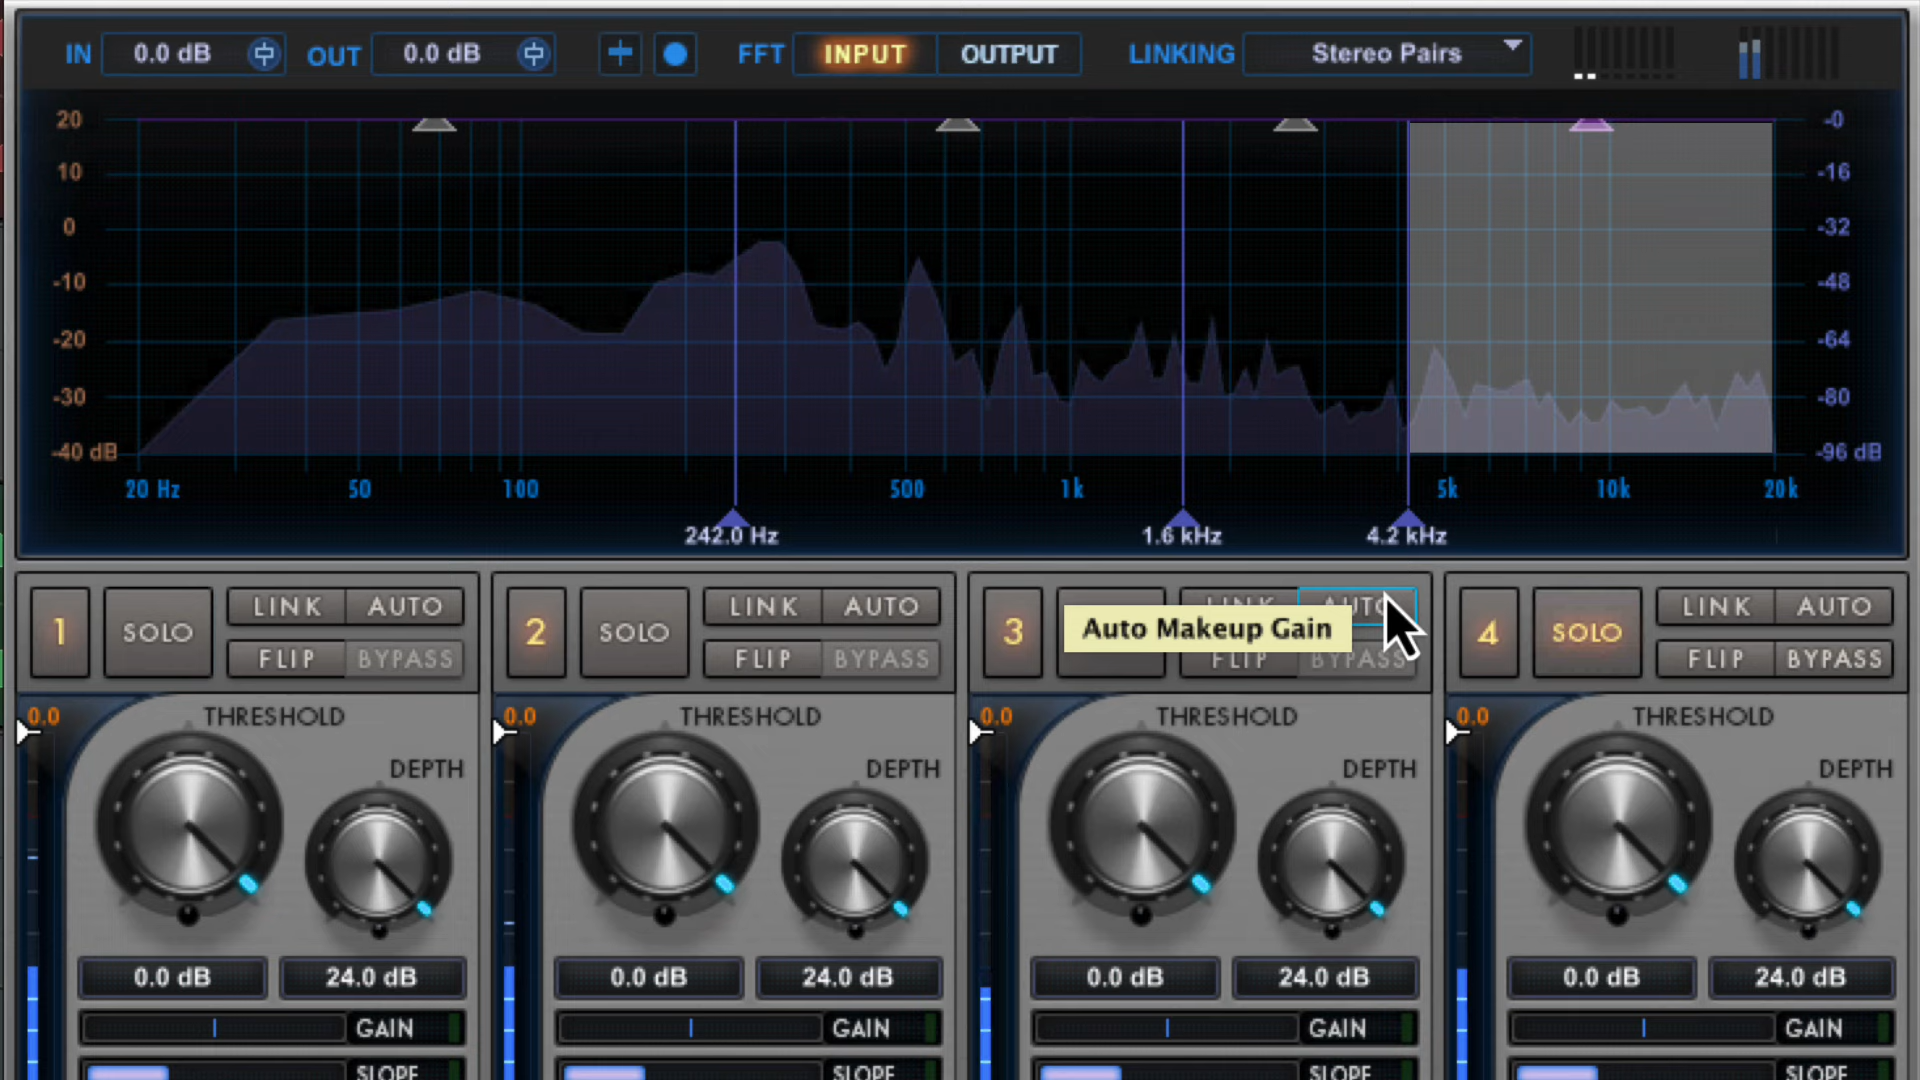 IN 0.0 dB OUT 0.0 dB FFT INPUT OUTPUT LINKING Stereo Pairs
20 -0
10 -16
0 -32
-10 -48
-20 -64
-30 -80
-40 dB -96 dB
20 Hz 50 100 500 1k 5k 10k 20k
242.0 Hz 1.6 kHz 4.2 kHz
1 SOLO LINK AUTO FLIP BYPASS
2 SOLO LINK AUTO FLIP BYPASS
3 LINK AUTO FLIP BYPASS
Auto Makeup Gain
4 SOLO LINK AUTO FLIP BYPASS
0.0 THRESHOLD 0.0 THRESHOLD 0.0 THRESHOLD 0.0 THRESHOLD
DEPTH DEPTH DEPTH DEPTH
0.0 dB 24.0 dB 0.0 dB 24.0 dB 0.0 dB 24.0 dB 0.0 dB 24.0 dB
GAIN GAIN GAIN GAIN
SLOPE SLOPE SLOPE SLOPE